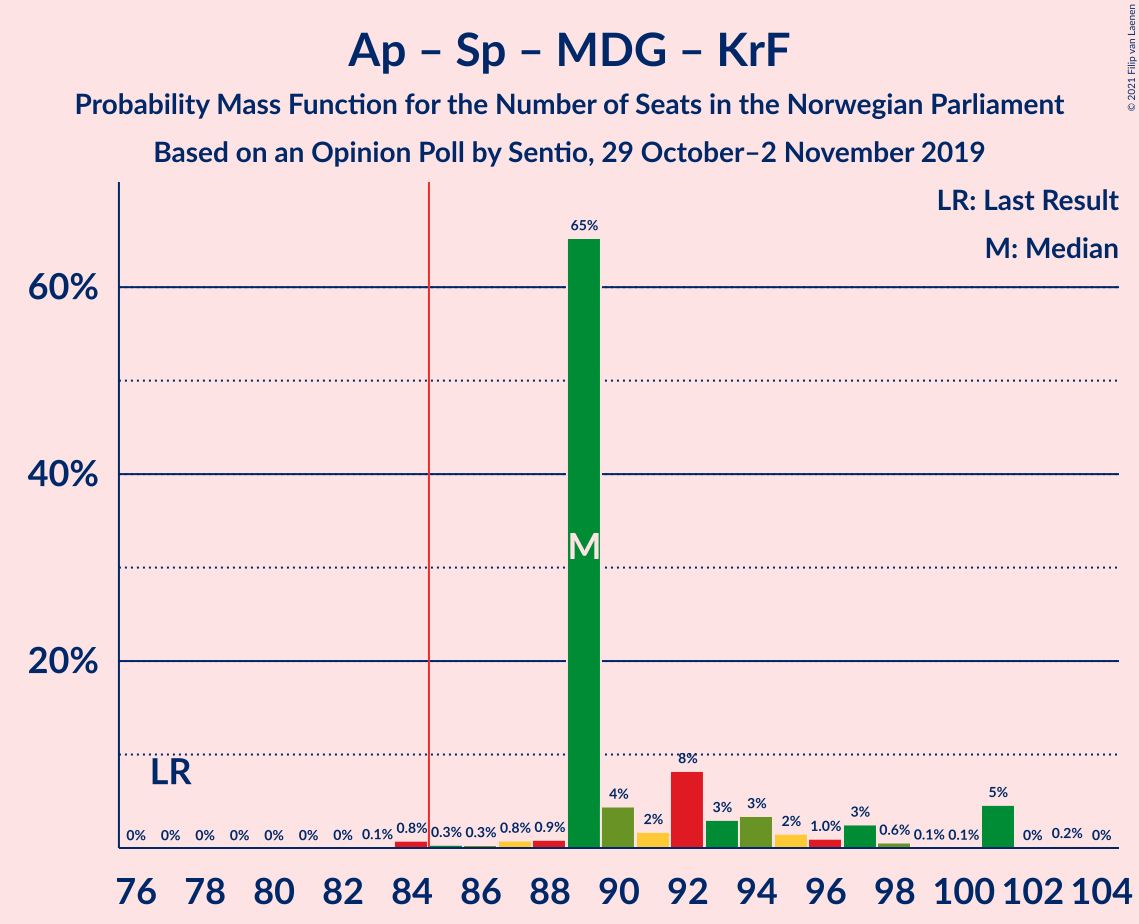 Ap – Sp – MDG – KrF
Probability Mass Function for the Number of Seats in the Norwegian Parliament
Based on an Opinion Poll by Sentio, 29 October–2 November 2019
© 2021 Filip van Laenen
LR: Last Result
M: Median
65%
60%
40%
M
20%
LR
8%
4%
2%
3%
3%
2%
3%
5%
0% 0% 0% 0% 0% 0% 0% 0.1% 0.8% 0.3% 0.3% 0.8% 0.9% 1.0% 0.6% 0.1% 0.1% 0% 0.2% 0%
76 78 80 82 84 86 88 90 92 94 96 98 100 102 104